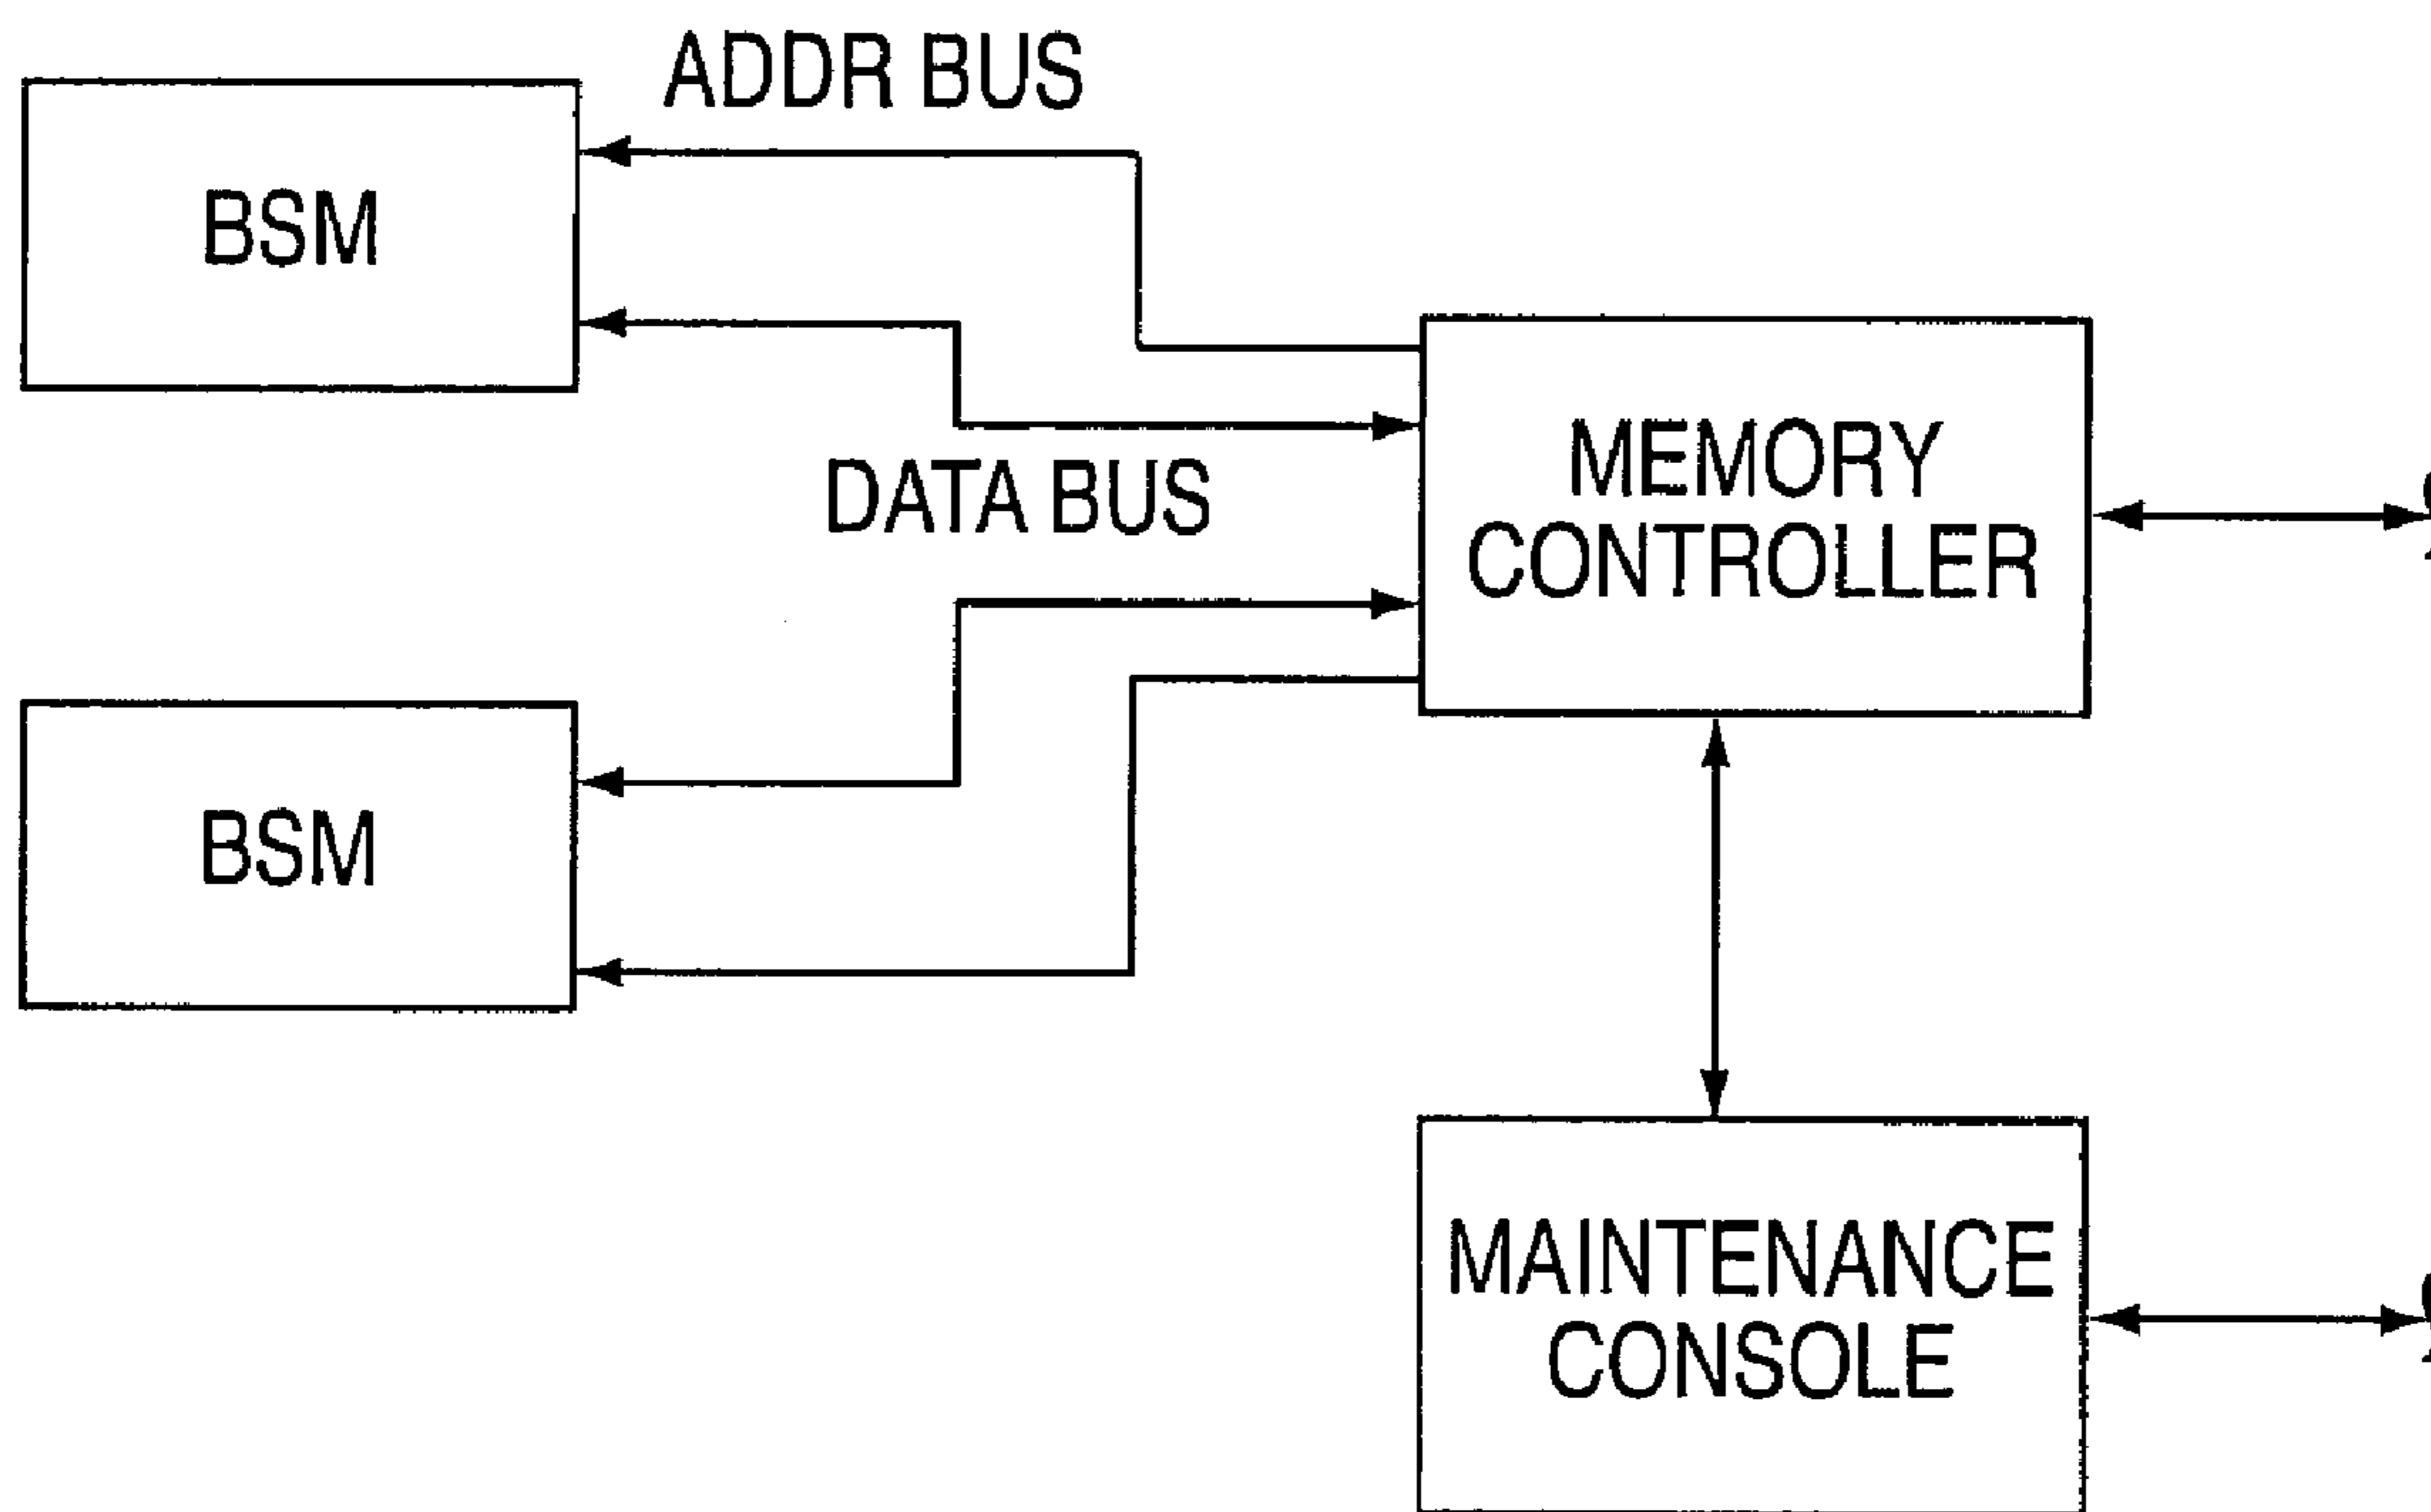 ADDR BUS
BSM
DATA BUS
MEMORY
CONTROLLER
BSM
MAINTENANCE
CONSOLE